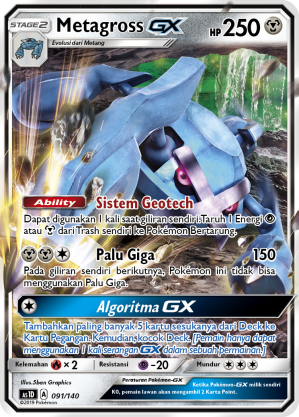 STAGE2 Metagross GX HP 250
Evolusi dari Metang
Ability Sistem Geotech
Dapat digunakan 1 kali saat giliran sendiri.Taruh 1 Energi
atau dari Trash sendiri ke Pokémon Bertarung.
Palu Giga 150
Pada giliran sendiri berikutnya, Pokémon ini tidak bisa
menggunakan Palu Giga.
Algoritma GX
Tambahkan paling banyak 5 kartu sesukanya dari Deck ke
Kartu Pegangan. Kemudian, kocok Deck. [Pemain hanya dapat
menggunakan 1 kali serangan GX dalam sebuah permainan.]
Kelemahan × 2 Resistansi -20 Mundur
Illus.5ban Graphics
AS1D A 091/140
©2019 Pokémon
Peraturan Pokémon-GX
Ketika Pokémon-GX milik sendiri
KO, pemain lawan akan mengambil 2 Kartu Point.